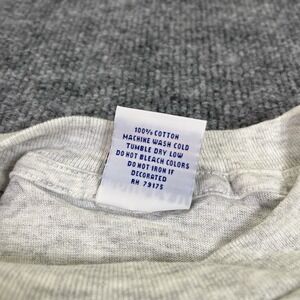 100% COTTON
MACHINE WASH COLD
TUMBLE DRY LOW
DO NOT BLEACH COLORS
DO NOT IRON IF
DECORATED
RN 79175